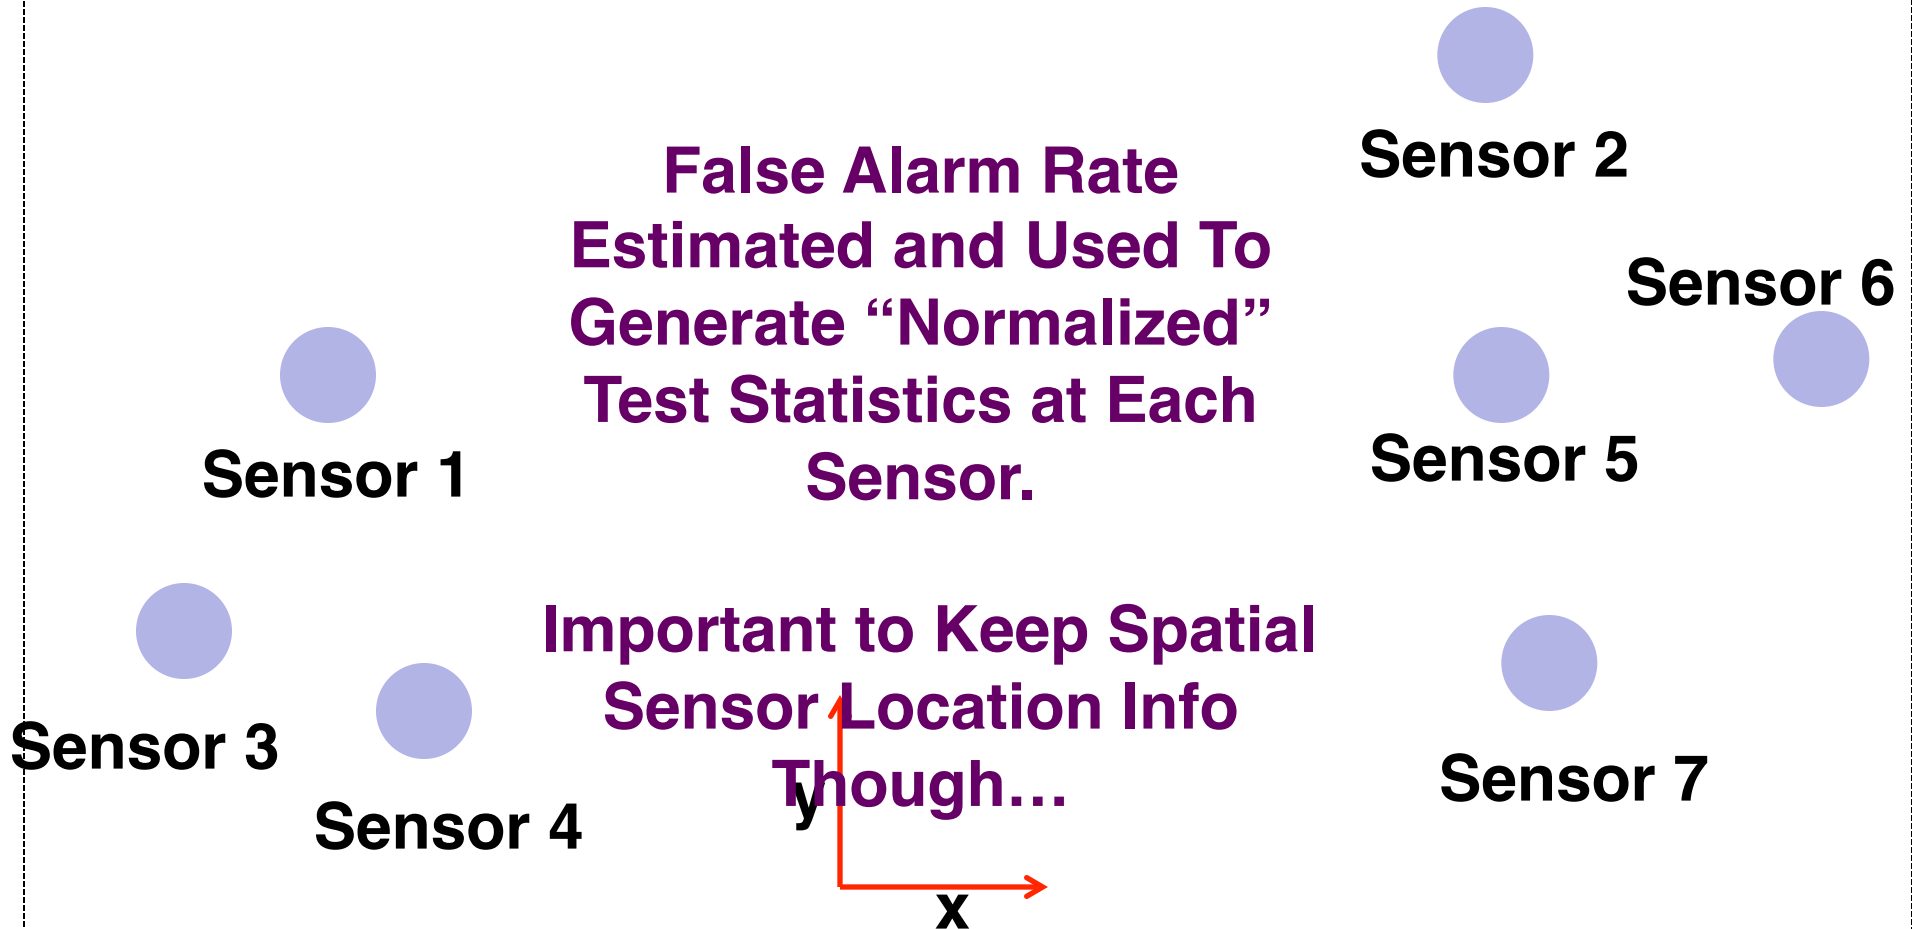 Sensor 2
False Alarm Rate
Estimated and Used To
Generate “Normalized”
Test Statistics at Each
Sensor.
Sensor 6
Sensor 1
Sensor 5
Important to Keep Spatial
Sensor Location Info
Though…
Sensor 3
Sensor 4
Sensor 7
y
x